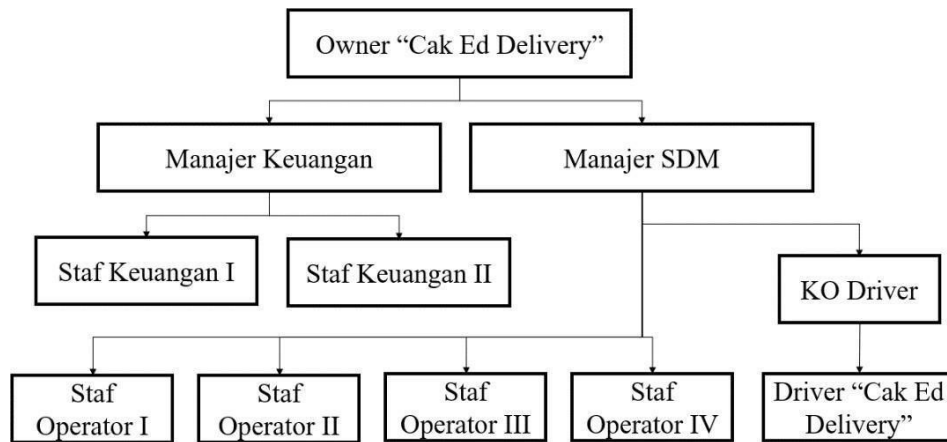 Owner “Cak Ed Delivery”
Manajer Keuangan
Manajer SDM
Staf Keuangan I
Staf Keuangan II
KO Driver
Staf
Operator I
Staf
Operator II
Staf
Operator III
Staf
Operator IV
Driver “Cak Ed
Delivery”